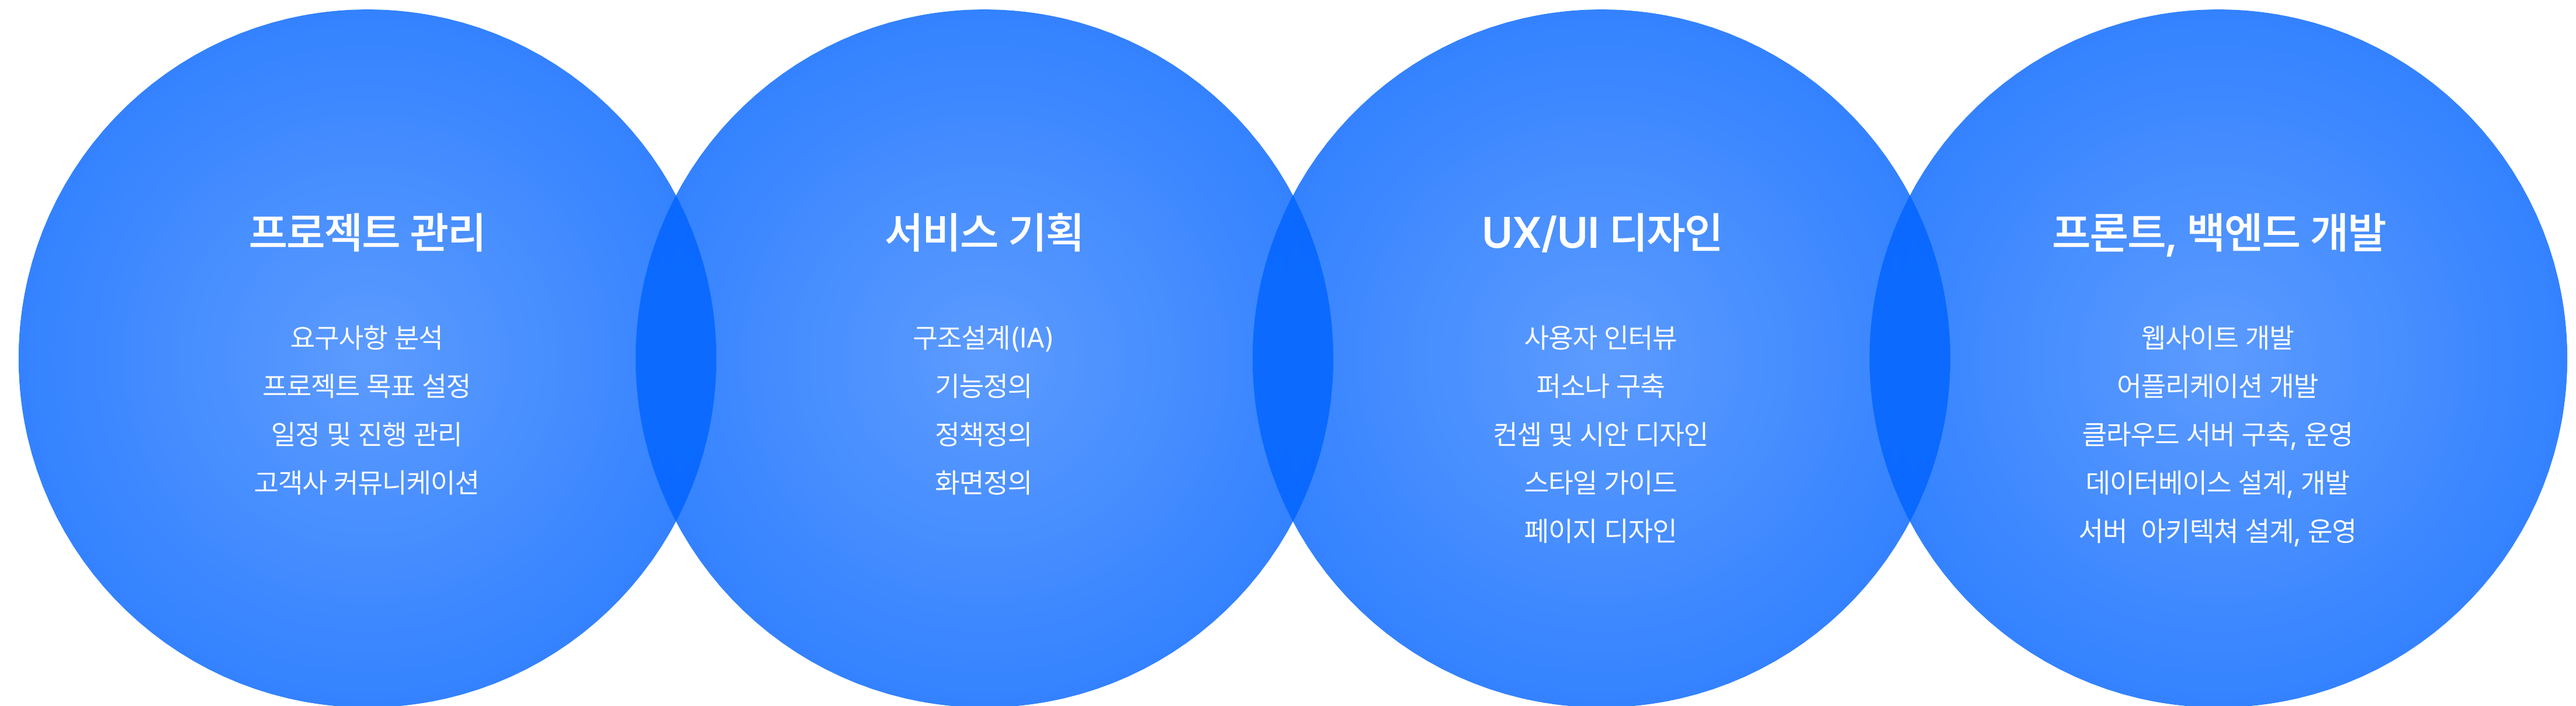 프로젝트 관리
요구사항 분석
프로젝트 목표 설정
일정 및 진행 관리
고객사 커뮤니케이션
서비스 기획
구조설계(IA)
기능정의
정책정의
화면정의
UX/UI 디자인
사용자 인터뷰
퍼소나 구축
컨셉 및 시안 디자인
스타일 가이드
페이지 디자인
프론트, 백엔드 개발
웹사이트 개발
어플리케이션 개발
클라우드 서버 구축, 운영
데이터베이스 설계, 개발
서버  아키텍쳐 설계, 운영